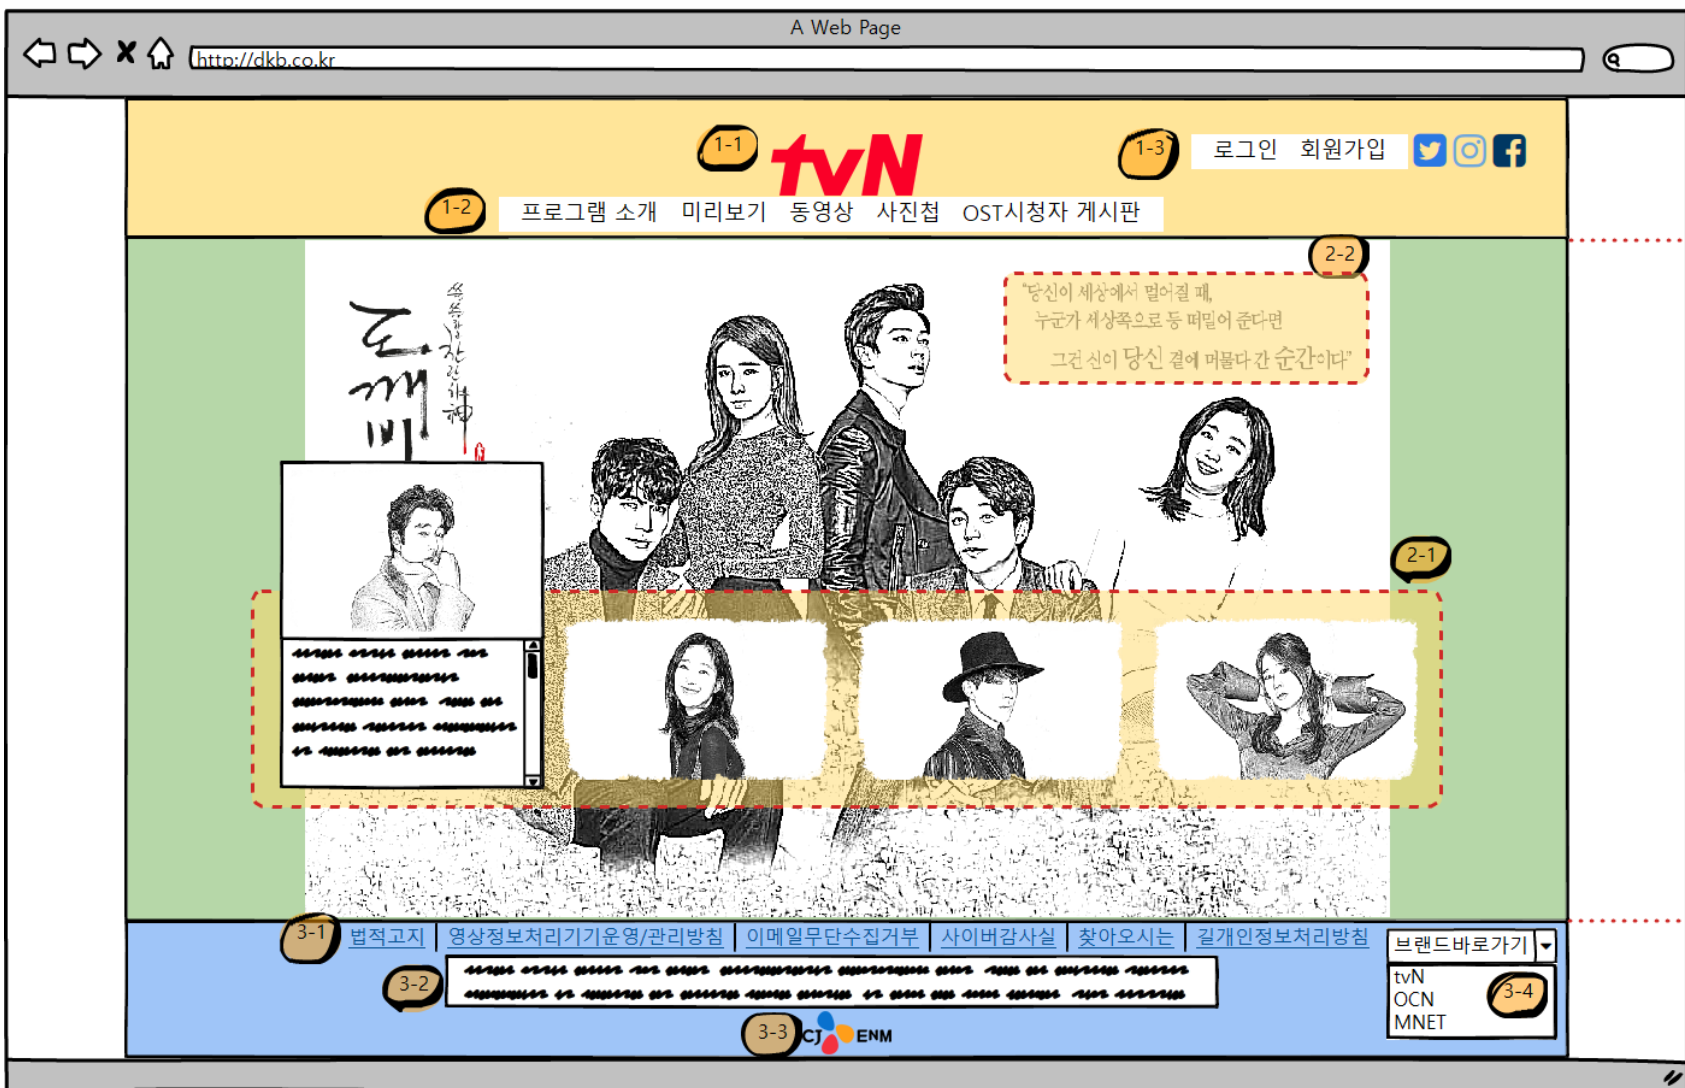 A Web Page
http://dkb.co.kr
1-1
tvN
1-3
로그인 회원가입
1-2
프로그램 소개 미리보기 동영상 사진첩 OST시청자 게시판
2-2
"당신이 세상에서 멀어질 때,
누군가 세상쪽으로 등 떠밀어 준다면
그건 신이 당신 곁에 머물다 간 순간이다"
쓸쓸하고 찬란하神
도깨비
2-1
3-1
법적고지 영상정보처리기기운영/관리방침 이메일무단수집거부 사이버감사실 찾아오시는 길개인정보처리방침
브랜드바로가기
tvN
OCN
MNET
3-4
3-2
3-3
CJ ENM